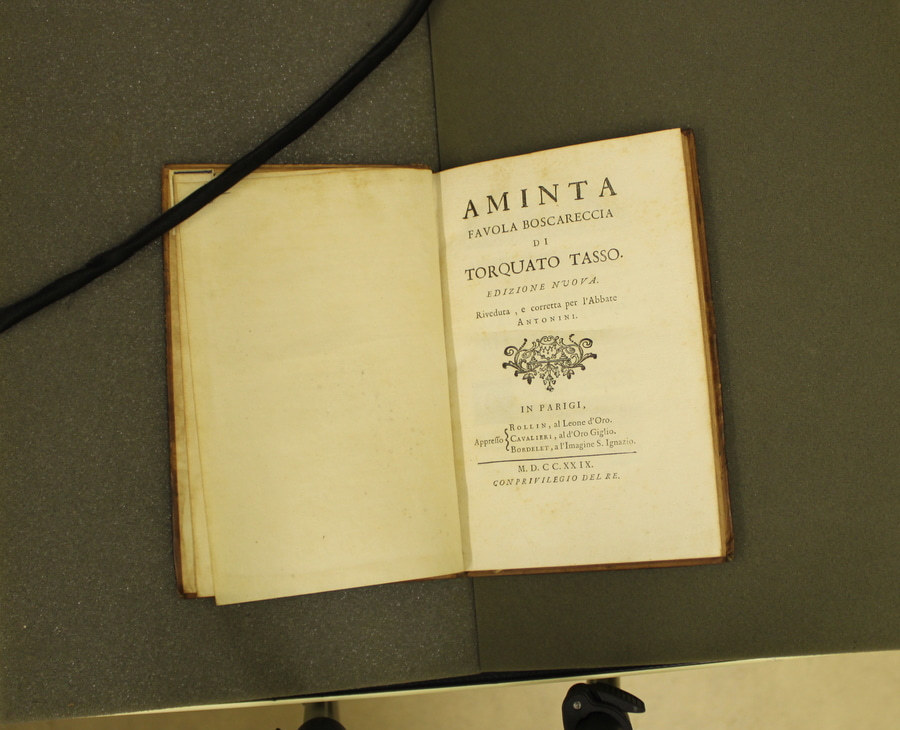 AMINTA
FAVOLA BOSCARECCIA
DI
TORQUATO TASSO.
EDIZIONE NUOVA.
Riveduta, e corretta per l'Abbate
ANTONINI.
IN PARIGI,
Appresso
ROLLIN, al Leone d'Oro.
CAVALIERI, al d'Oro Giglio.
BORDELET, a l'Imagine S. Ignazio.
M. D. CC. XXIX.
CON PRIVILEGIO DEL RE.